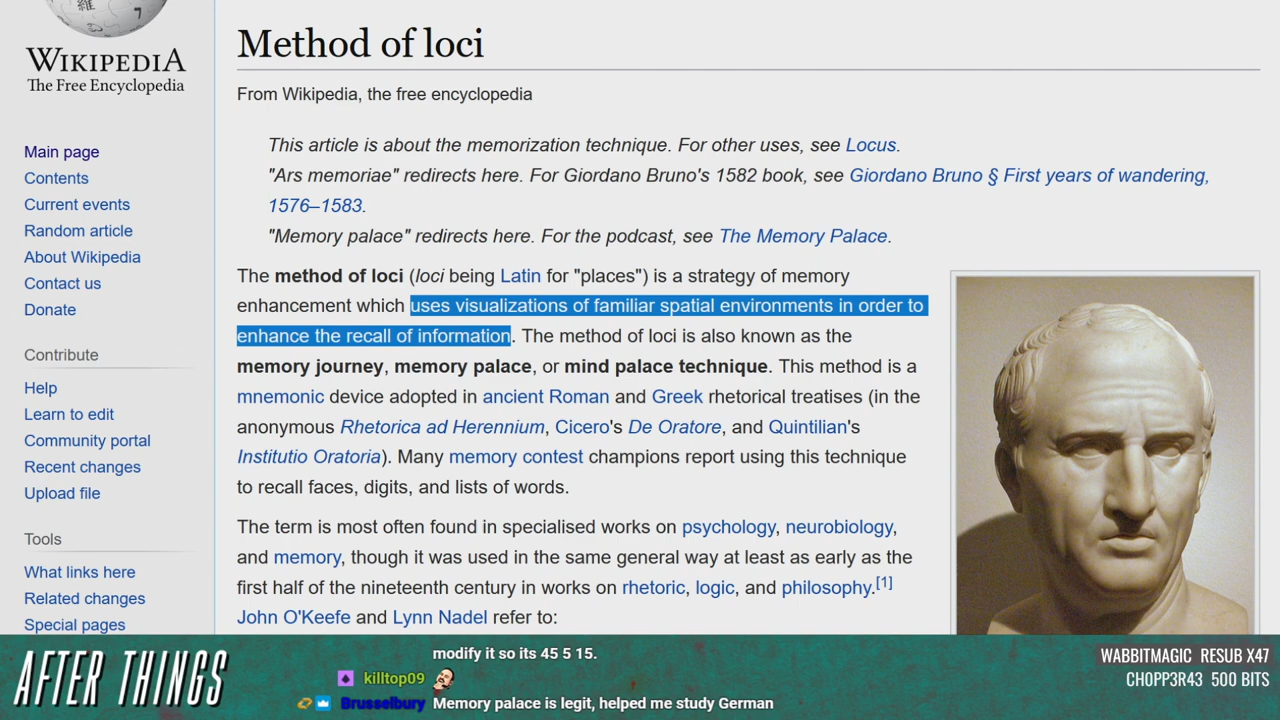 WIKIPEDIA
The Free Encyclopedia
Main page
Contents
Current events
Random article
About Wikipedia
Contact us
Donate
Contribute
Help
Learn to edit
Community portal
Recent changes
Upload file
Tools
What links here
Related changes
Special pages
Method of loci
From Wikipedia, the free encyclopedia
This article is about the memorization technique. For other uses, see Locus.
"Ars memoriae" redirects here. For Giordano Bruno's 1582 book, see Giordano Bruno § First years of wandering,
1576–1583.
"Memory palace" redirects here. For the podcast, see The Memory Palace.
The method of loci (loci being Latin for "places") is a strategy of memory
enhancement which uses visualizations of familiar spatial environments in order to
enhance the recall of information. The method of loci is also known as the
memory journey, memory palace, or mind palace technique. This method is a
mnemonic device adopted in ancient Roman and Greek rhetorical treatises (in the
anonymous Rhetorica ad Herennium, Cicero's De Oratore, and Quintilian's
Institutio Oratoria). Many memory contest champions report using this technique
to recall faces, digits, and lists of words.
The term is most often found in specialised works on psychology, neurobiology,
and memory, though it was used in the same general way at least as early as the
first half of the nineteenth century in works on rhetoric, logic, and philosophy.[1]
John O'Keefe and Lynn Nadel refer to:
AFTER THINGS
modify it so its 45 5 15.
killtop09
Brusselbury Memory palace is legit, helped me study German
WABBITMAGIC RESUB X47
CHOPP3R43 500 BITS